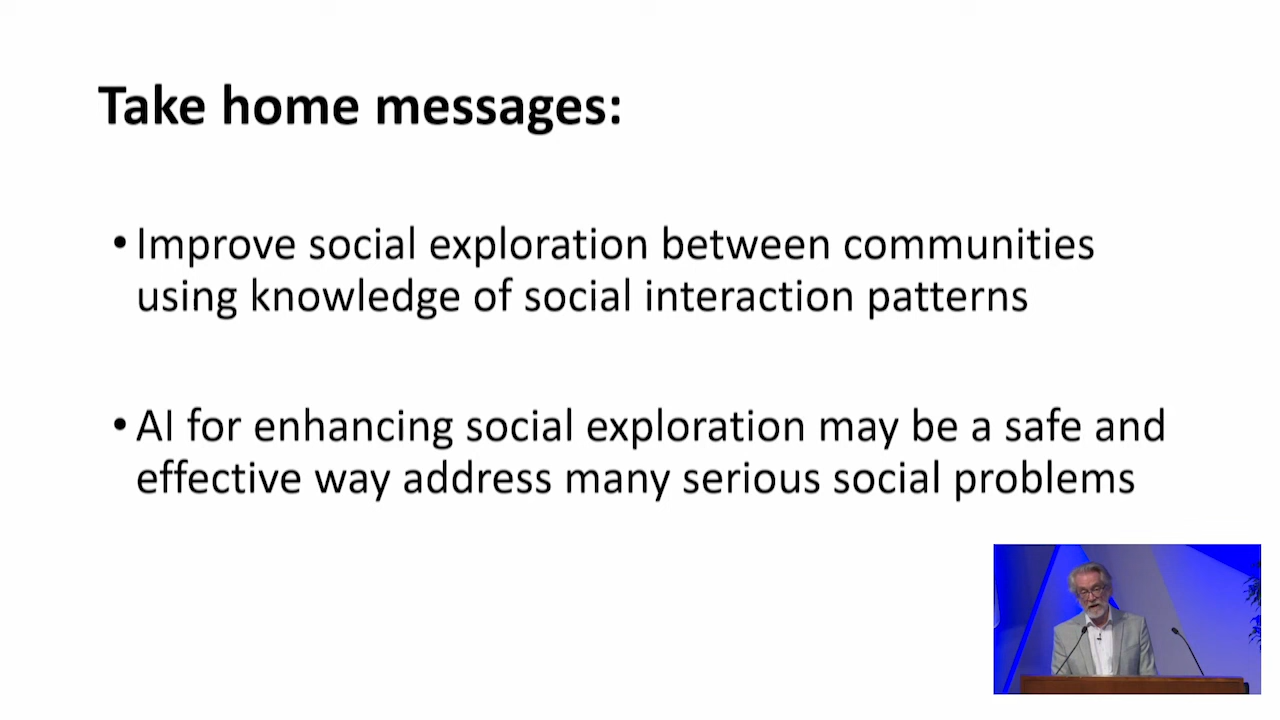 Take home messages:
• Improve social exploration between communities
using knowledge of social interaction patterns
• AI for enhancing social exploration may be a safe and
effective way address many serious social problems